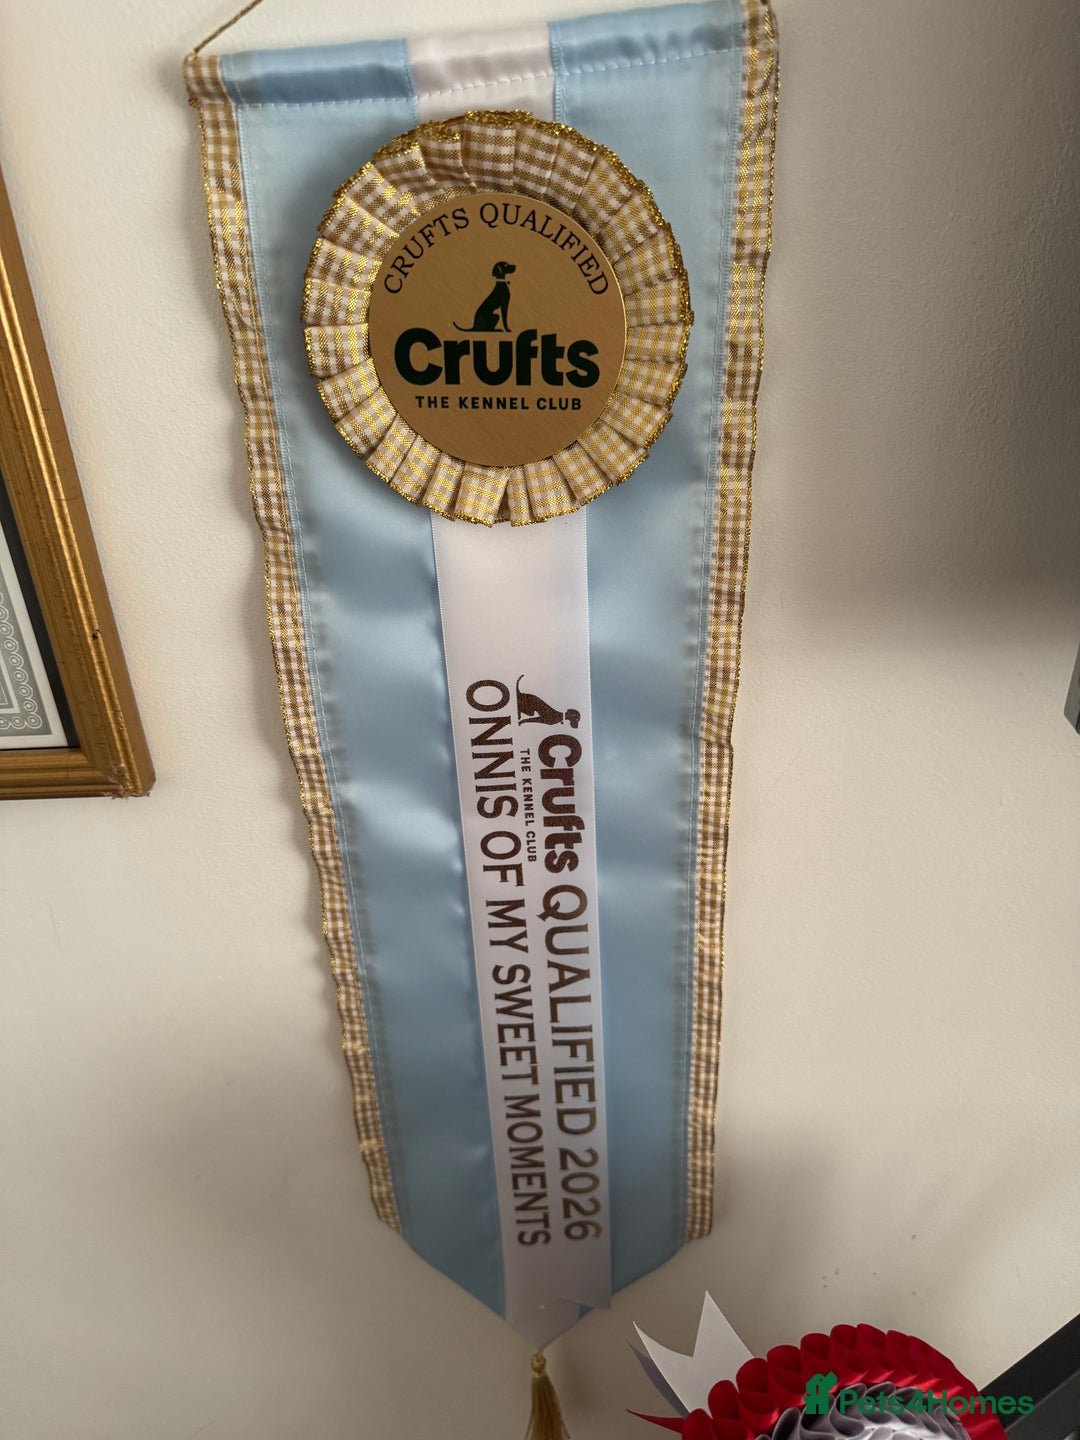 CRUFTS QUALIFIED
Crufts
THE KENNEL CLUB
Crufts QUALIFIED 2026
THE KENNEL CLUB
ONNIS OF MY SWEET MOMENTS
Pets4Homes